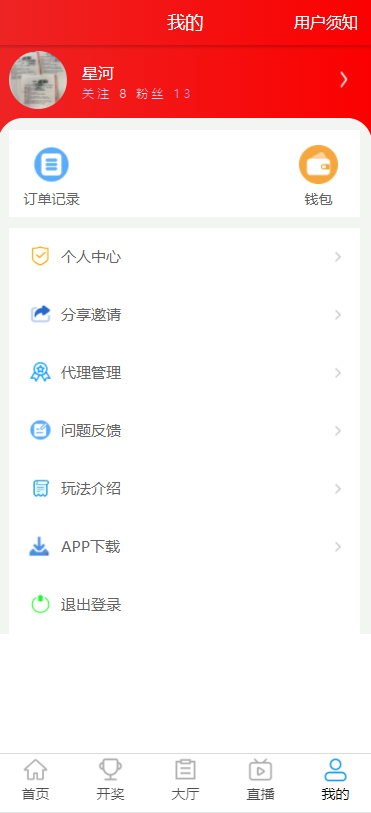 我的
用户须知
星河
关注 8 粉丝 13
订单记录
钱包
个人中心
分享邀请
代理管理
问题反馈
玩法介绍
APP下载
退出登录
首页
开奖
大厅
直播
我的